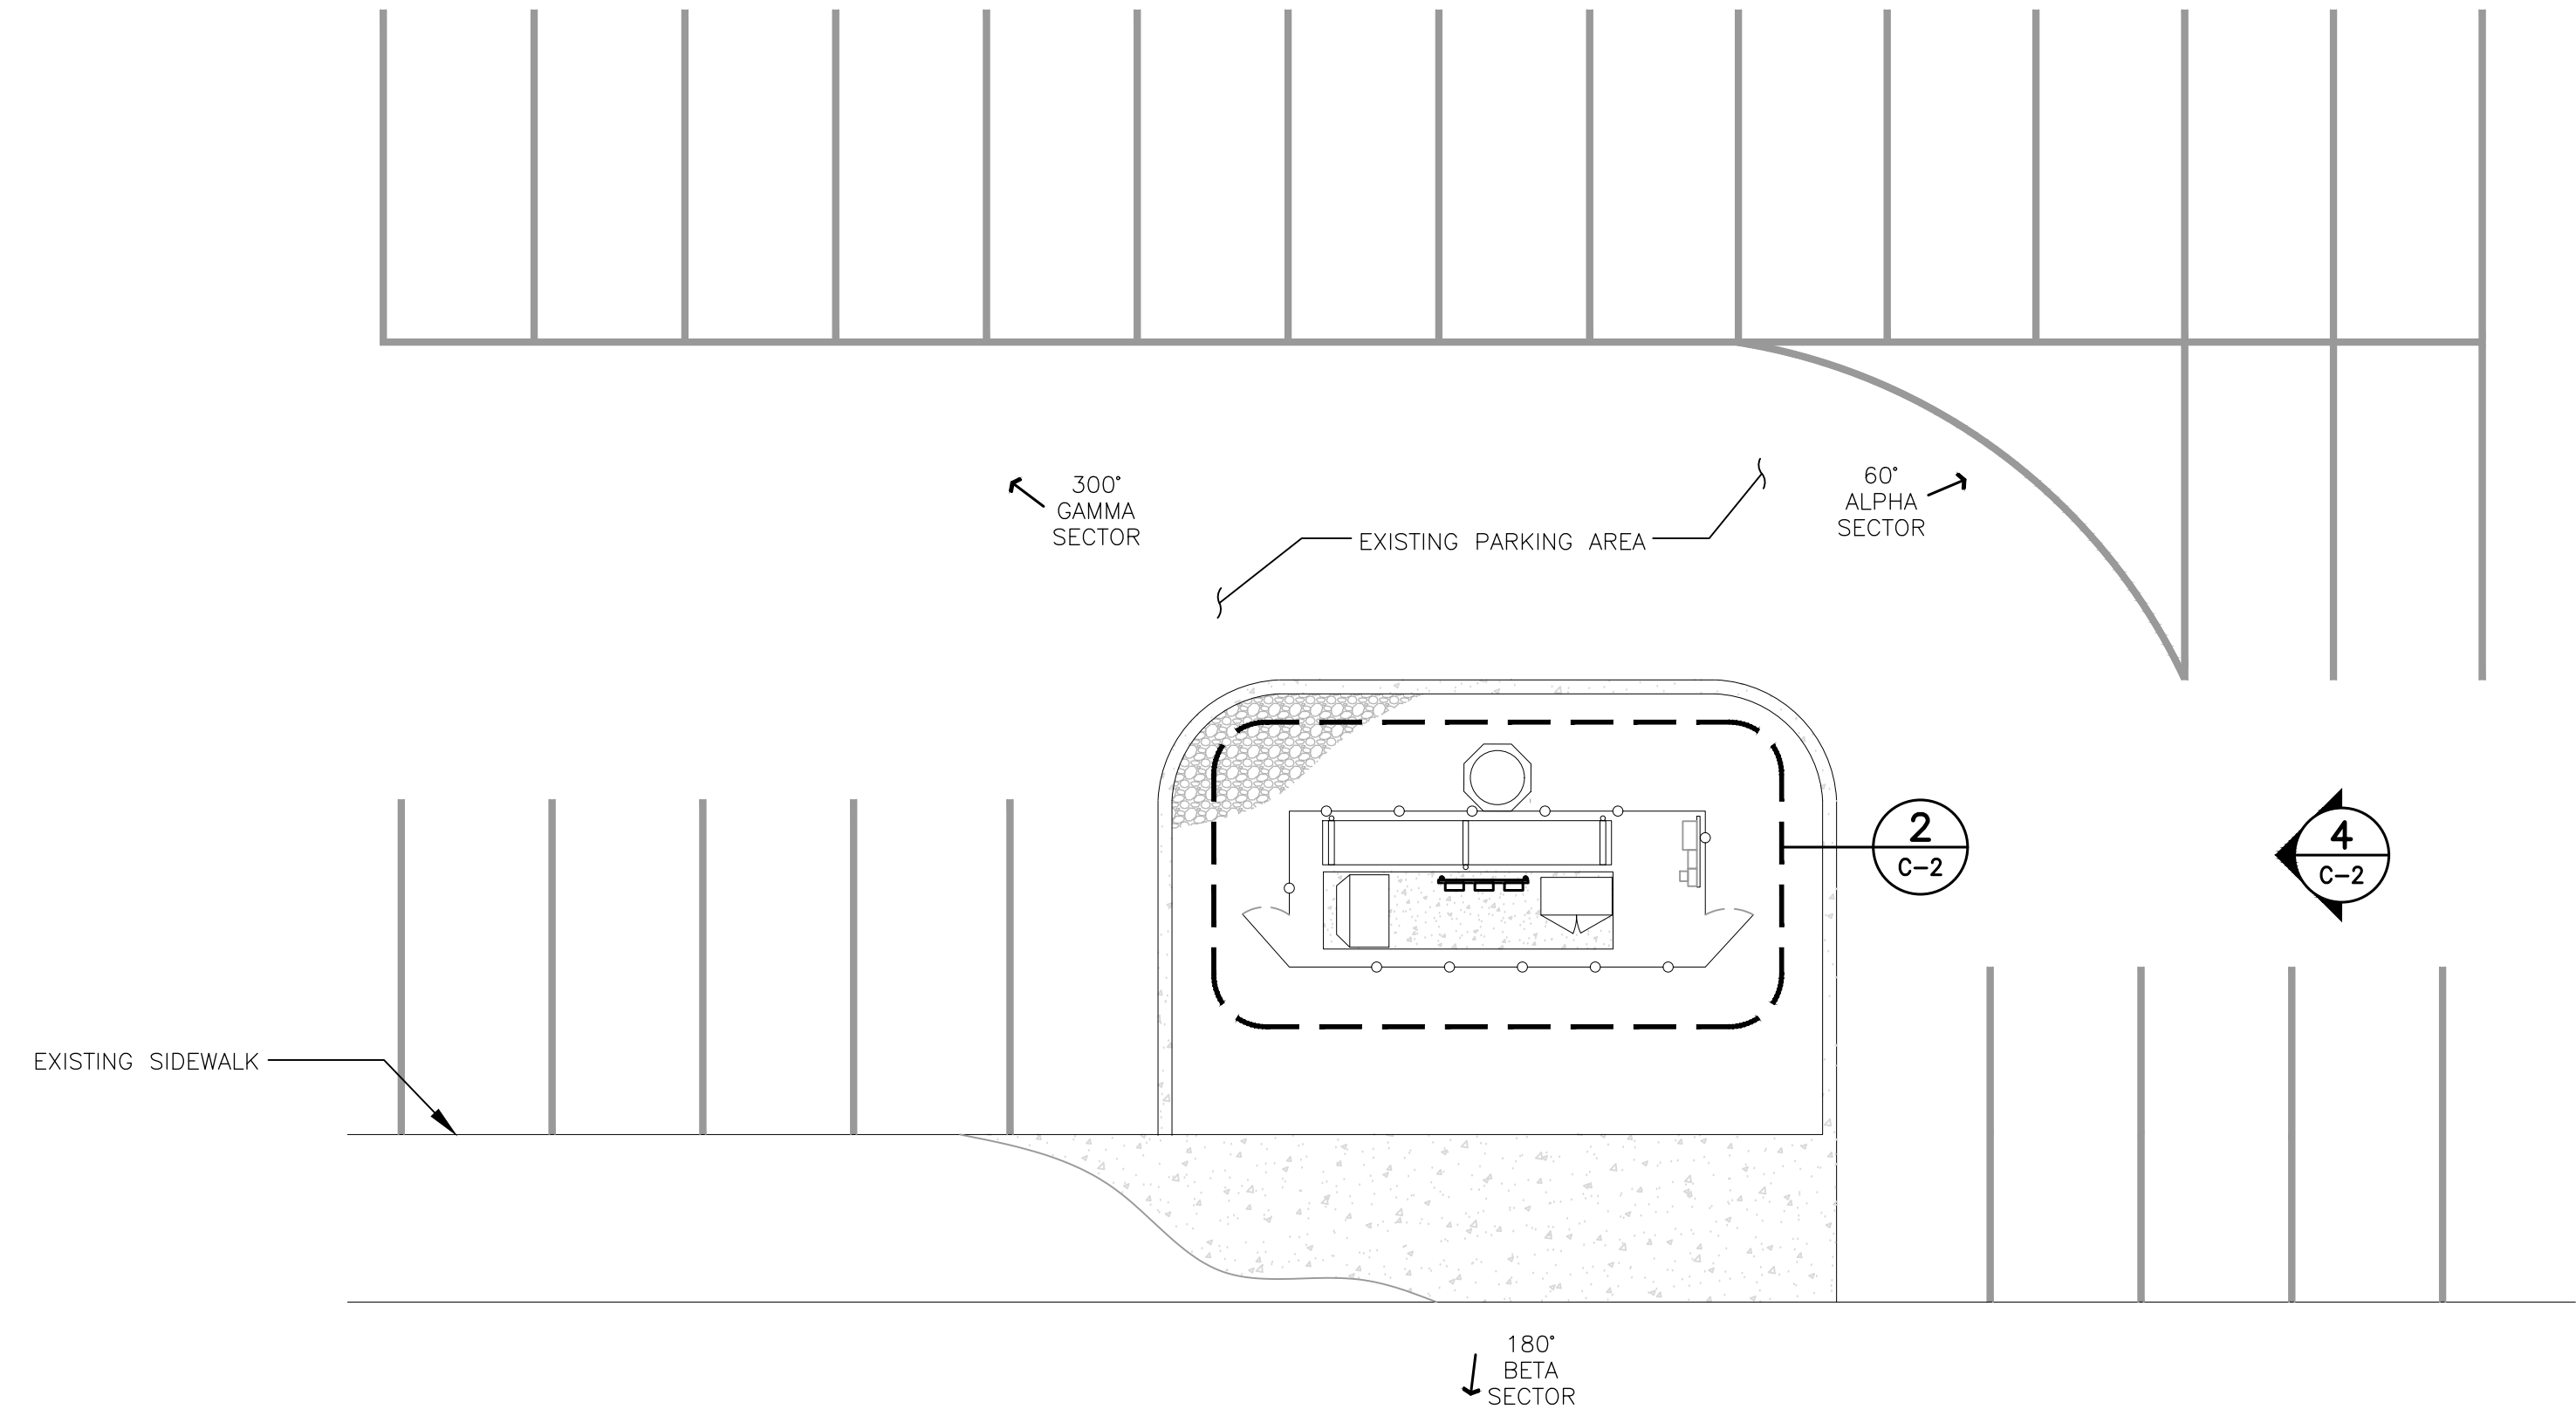 300°
GAMMA
SECTOR
60°
ALPHA
SECTOR
EXISTING PARKING AREA
2
C-2
4
C-2
EXISTING SIDEWALK
180°
BETA
SECTOR